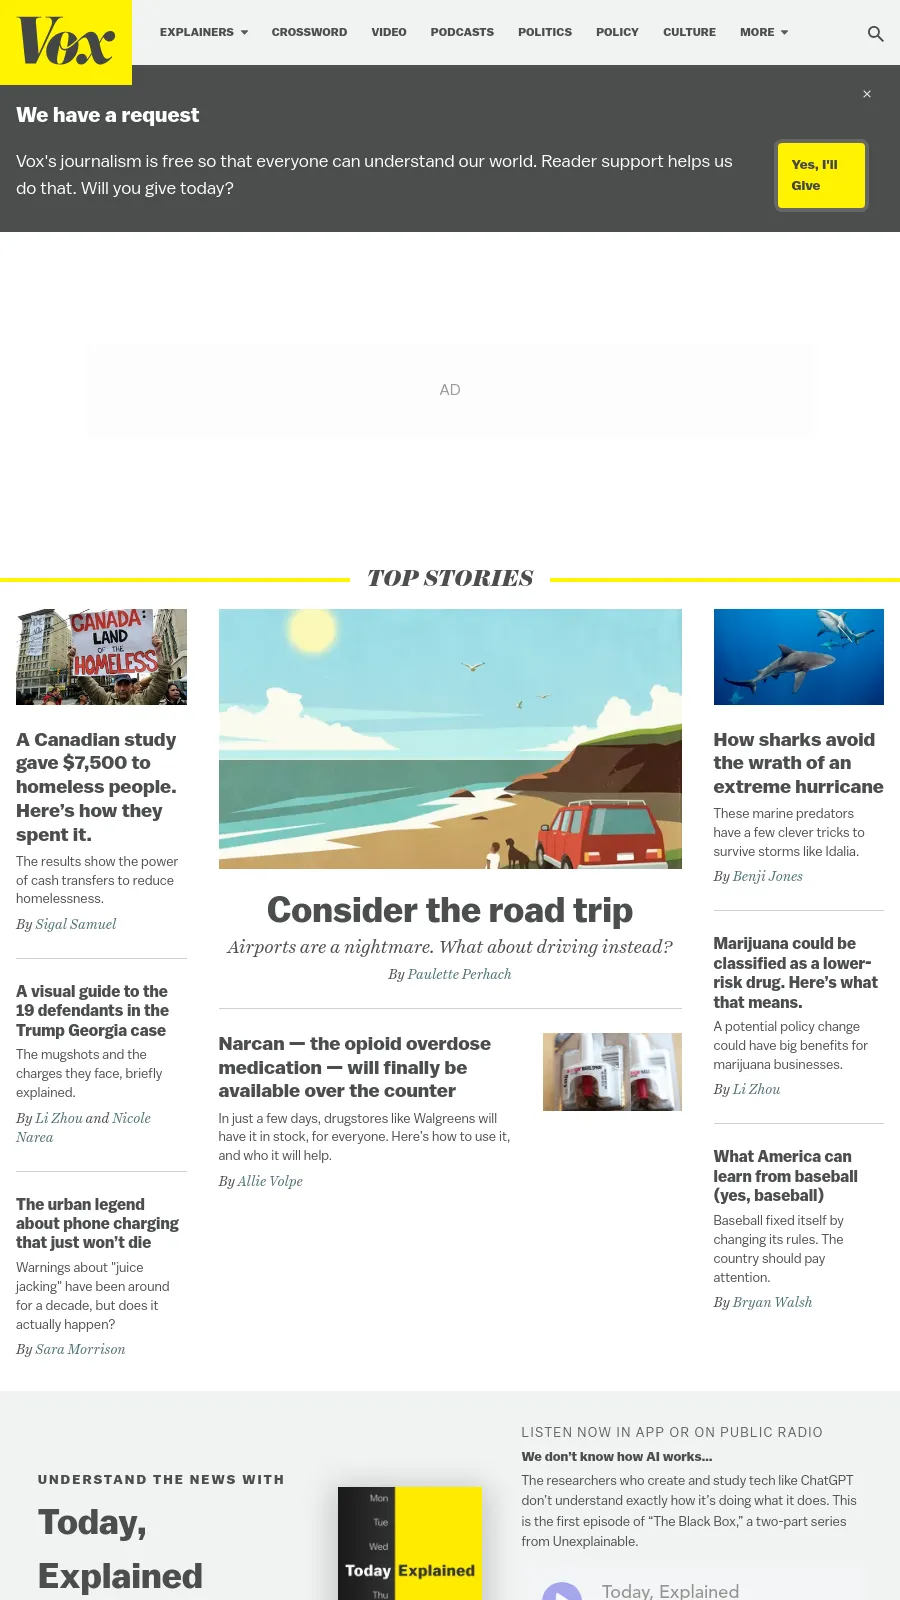 Vox
EXPLAINERS
CROSSWORD
VIDEO
PODCASTS
POLITICS
POLICY
CULTURE
MORE
We have a request
×
Vox's journalism is free so that everyone can understand our world. Reader support helps us
do that. Will you give today?
Yes, I'll
Give
AD
TOP STORIES
CANADA:
LAND
OF THE
HOMELESS
A Canadian study
gave $7,500 to
homeless people.
Here’s how they
spent it.
The results show the power
of cash transfers to reduce
homelessness.
By Sigal Samuel
A visual guide to the
19 defendants in the
Trump Georgia case
The mugshots and the
charges they face, briefly
explained.
By Li Zhou and Nicole
Narea
The urban legend
about phone charging
that just won’t die
Warnings about "juice
jacking" have been around
for a decade, but does it
actually happen?
By Sara Morrison
Consider the road trip
Airports are a nightmare. What about driving instead?
By Paulette Perhach
Narcan — the opioid overdose
medication — will finally be
available over the counter
In just a few days, drugstores like Walgreens will
have it in stock, for everyone. Here’s how to use it,
and who it will help.
By Allie Volpe
How sharks avoid
the wrath of an
extreme hurricane
These marine predators
have a few clever tricks to
survive storms like Idalia.
By Benji Jones
Marijuana could be
classified as a lower-
risk drug. Here’s what
that means.
A potential policy change
could have big benefits for
marijuana businesses.
By Li Zhou
What America can
learn from baseball
(yes, baseball)
Baseball fixed itself by
changing its rules. The
country should pay
attention.
By Bryan Walsh
UNDERSTAND THE NEWS WITH
Today,
Explained
Mon
Tue
Wed
Today Explained
Thu
LISTEN NOW IN APP OR ON PUBLIC RADIO
We don’t know how AI works…
The researchers who create and study tech like ChatGPT
don’t understand exactly how it’s doing what it does. This
is the first episode of “The Black Box,” a two-part series
from Unexplainable.
Today, Explained